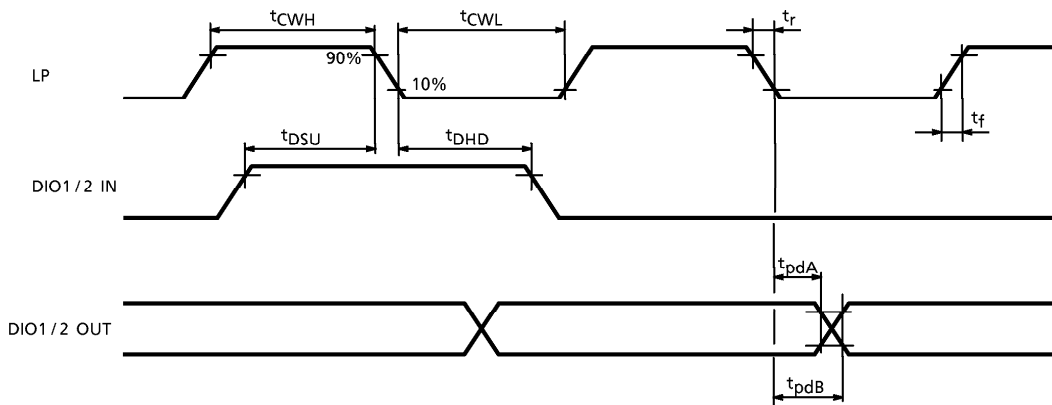 tCWH
tCWL
tr
LP
90%
10%
tf
tDSU
tDHD
DIO1/2 IN
tpdA
DIO1/2 OUT
tpdB